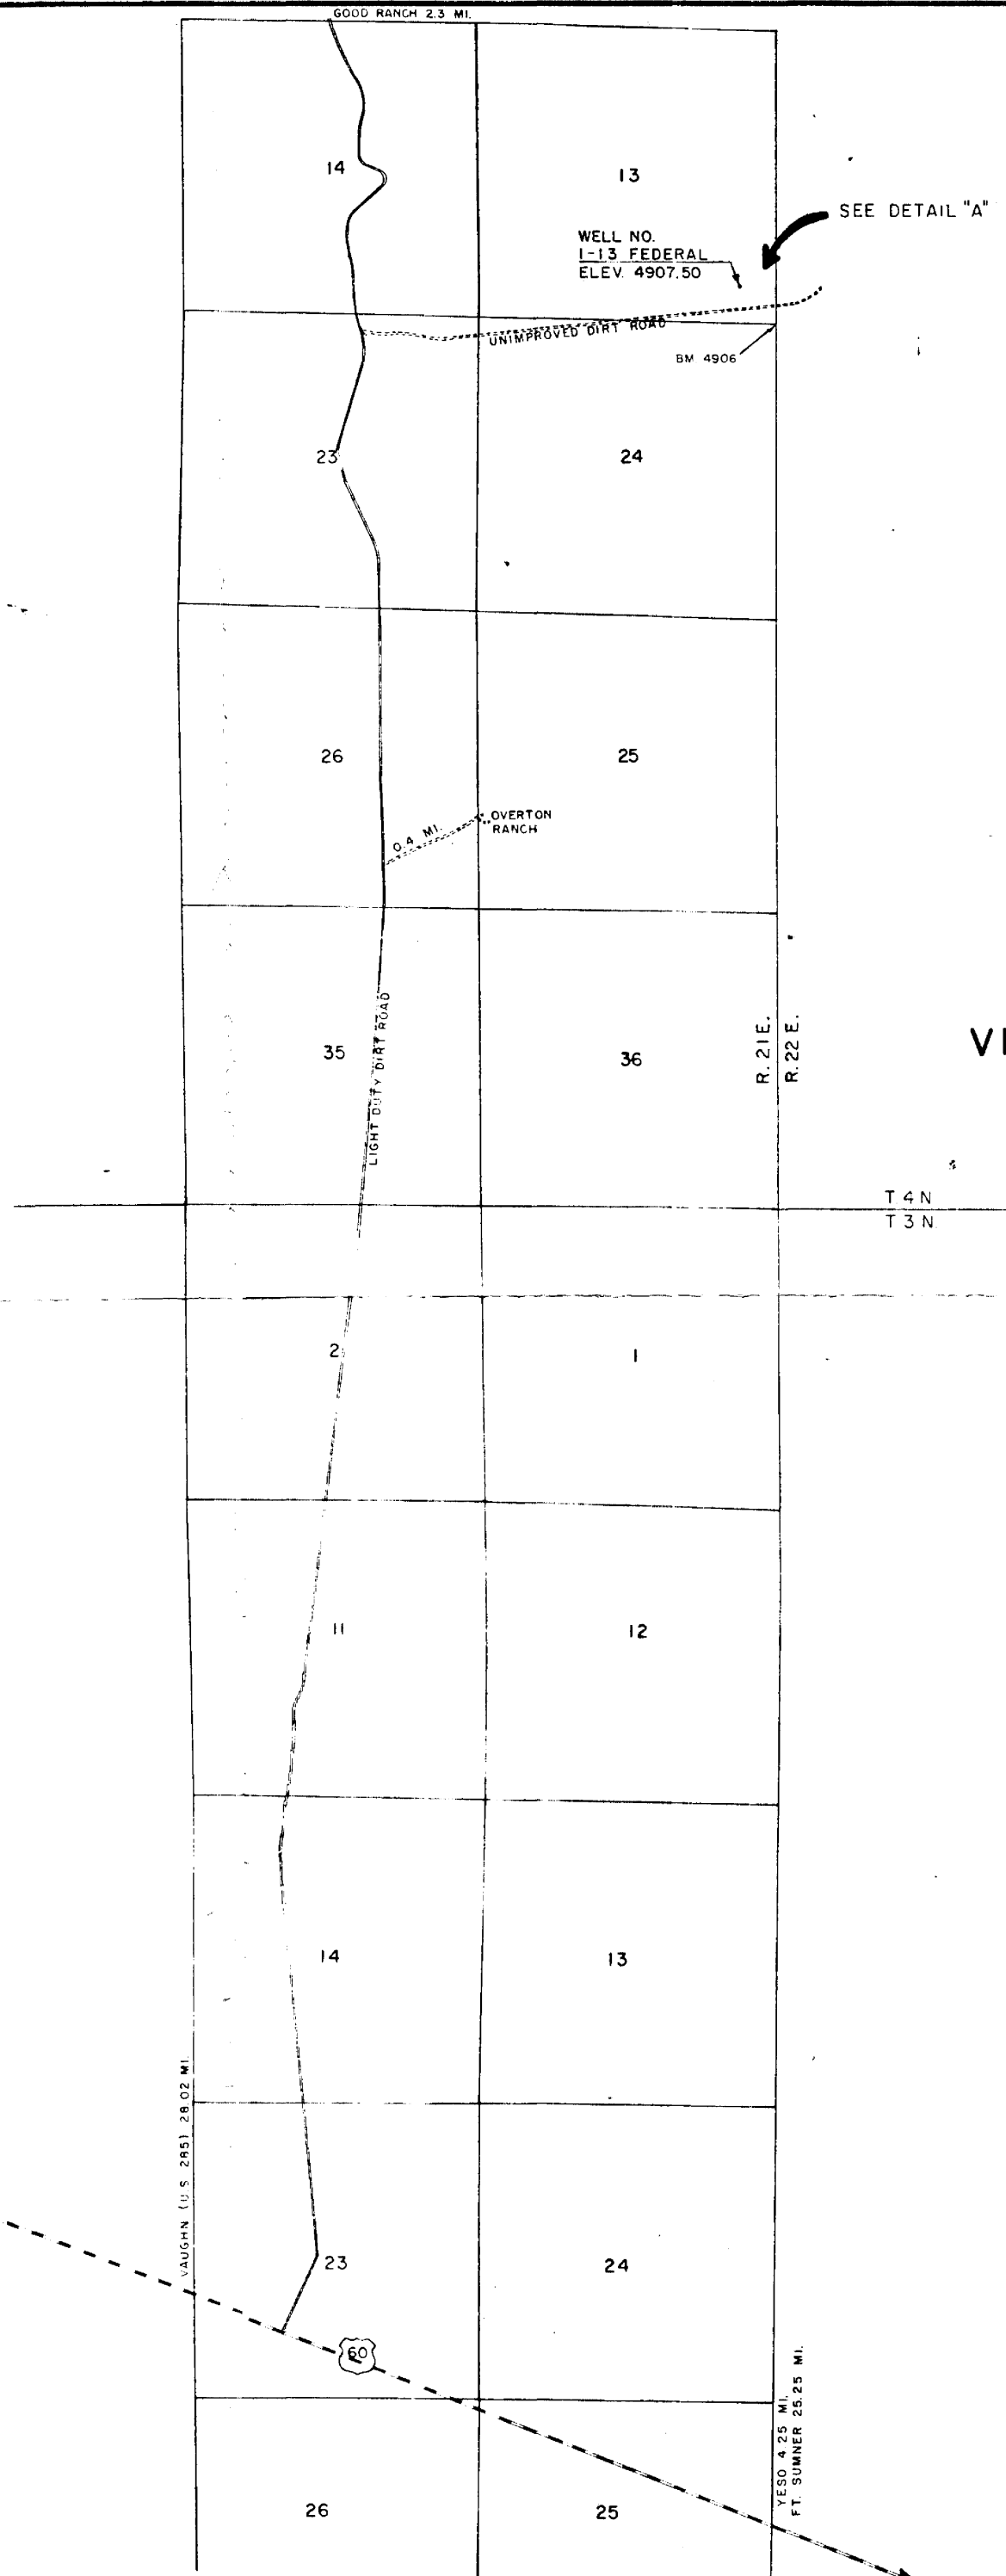 GOOD RANCH 2.3 MI.
14
13
SEE DETAIL "A"
WELL NO.
1-13 FEDERAL
ELEV. 4907.50
UNIMPROVED DIRT ROAD
BM 4906
23
24
26
25
0.4 MI.
OVERTON
RANCH
35
LIGHT DUTY DIRT ROAD
36
R. 21 E.
R. 22 E.
T 4 N
T 3 N
2
1
11
12
14
13
VAUGHN (U.S. 285) 28.02 MI.
23
24
60
YESO 4.25 MI.
FT. SUMNER 25.25 MI.
26
25